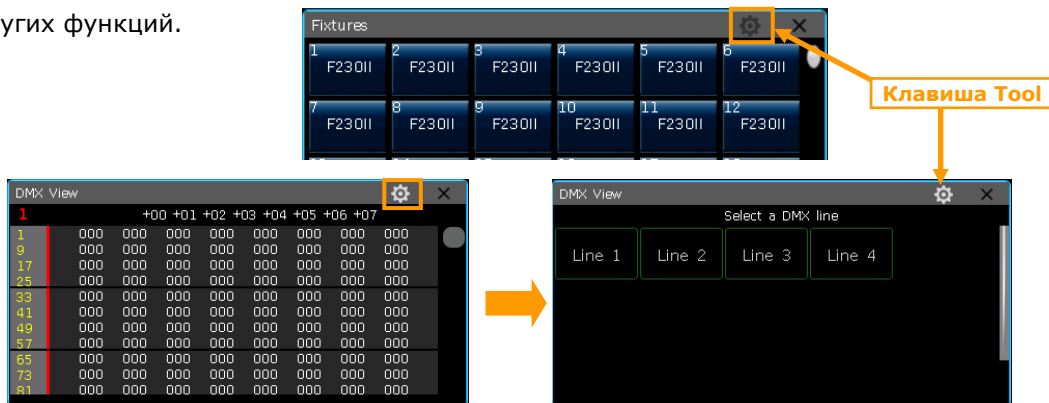 угих функций.
Fixtures
1 2 3 4 5 6
F230II F230II F230II F230II F230II F230II
7 8 9 10 11 12
F230II F230II F230II F230II F230II F230II
Клавиша Tool
DMX View
1 +00 +01 +02 +03 +04 +05 +06 +07
1 000 000 000 000 000 000 000 000
9 000 000 000 000 000 000 000 000
17 000 000 000 000 000 000 000 000
25 000 000 000 000 000 000 000 000
33 000 000 000 000 000 000 000 000
41 000 000 000 000 000 000 000 000
49 000 000 000 000 000 000 000 000
57 000 000 000 000 000 000 000 000
65 000 000 000 000 000 000 000 000
73 000 000 000 000 000 000 000 000
81 000 000 000 000 000 000 000 000
DMX View
Select a DMX line
Line 1 Line 2 Line 3 Line 4